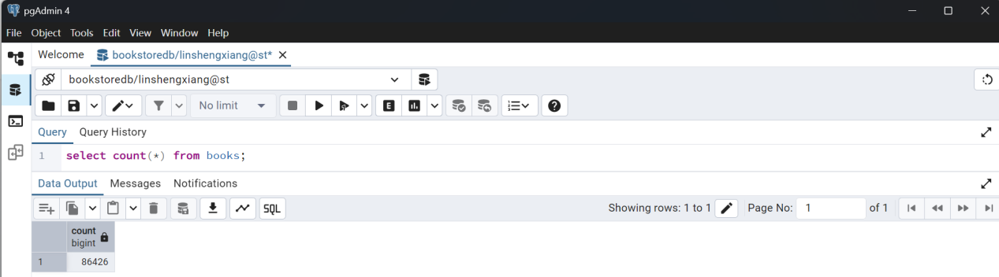 pgAdmin 4
File Object Tools Edit View Window Help
Welcome bookstoredb/linshengxiang@st*
bookstoredb/linshengxiang@st
No limit E
Query Query History
1 select count(*) from books;
Data Output Messages Notifications
SQL Showing rows: 1 to 1 Page No: 1 of 1
count
bigint
1 86426